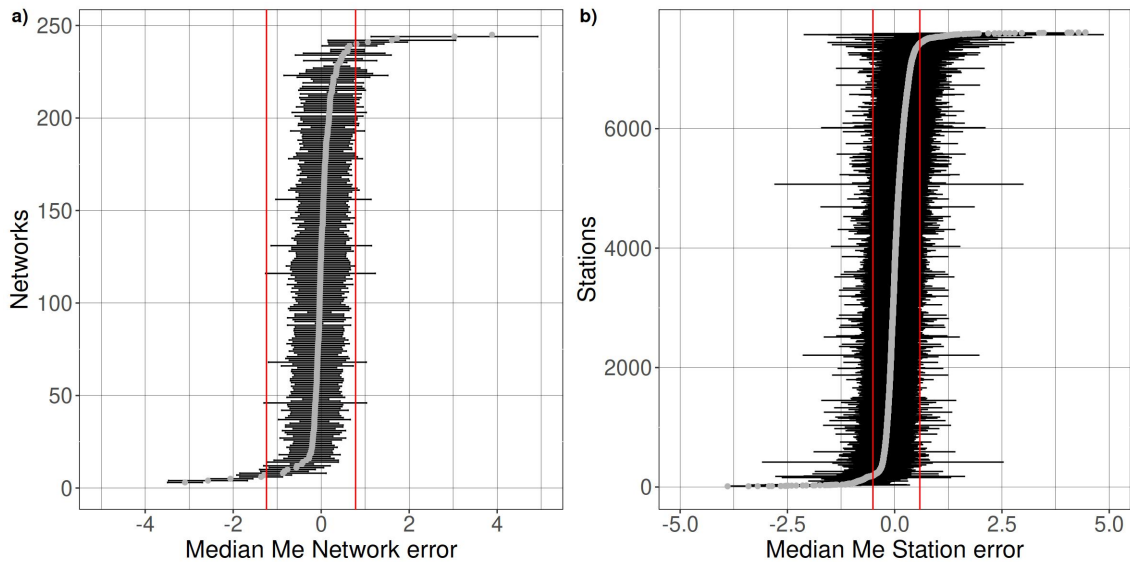 a)
250
200
150
100
50
0
Networks
-4 -2 0 2 4
Median Me Network error
b)
6000
4000
2000
0
Stations
-5.0 -2.5 0.0 2.5 5.0
Median Me Station error